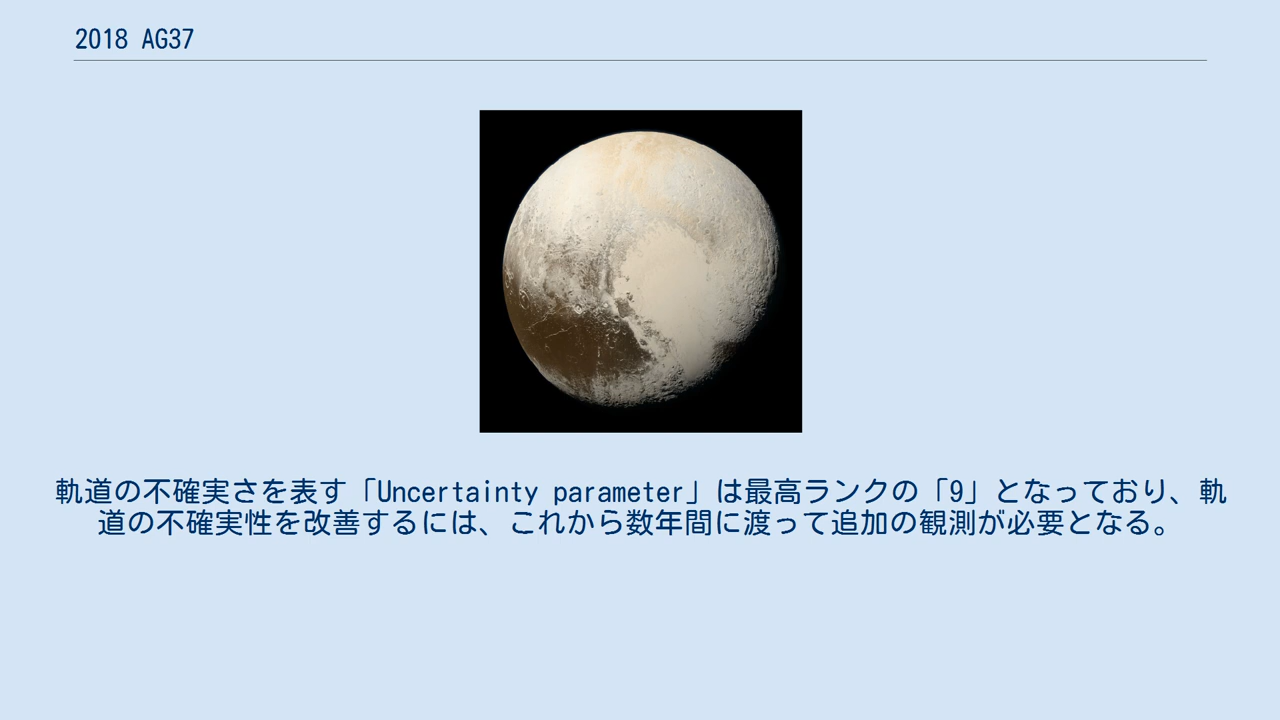 2018 AG37
軌道の不確実さを表す「Uncertainty parameter」は最高ランクの「9」となっており、軌
道の不確実性を改善するには、これから数年間に渡って追加の観測が必要となる。